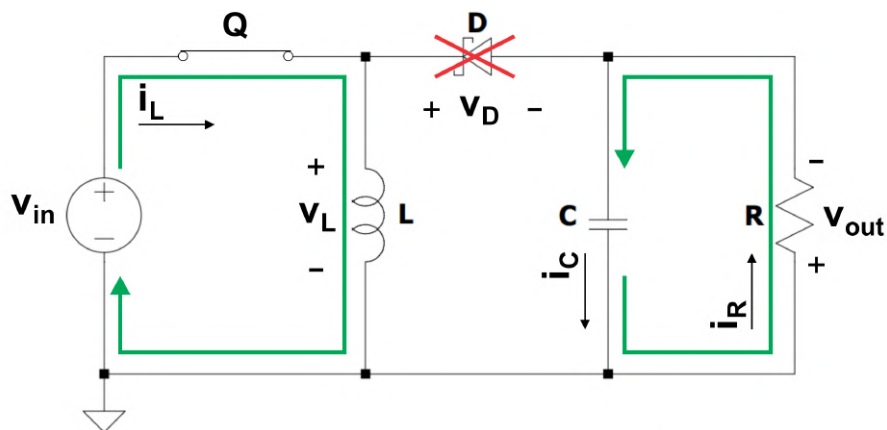 Q
D
i_L
+ V_D −
+
−
V_in
+
−
V_L
L
−
C
R
V_out
+
i_C
i_R
−
+